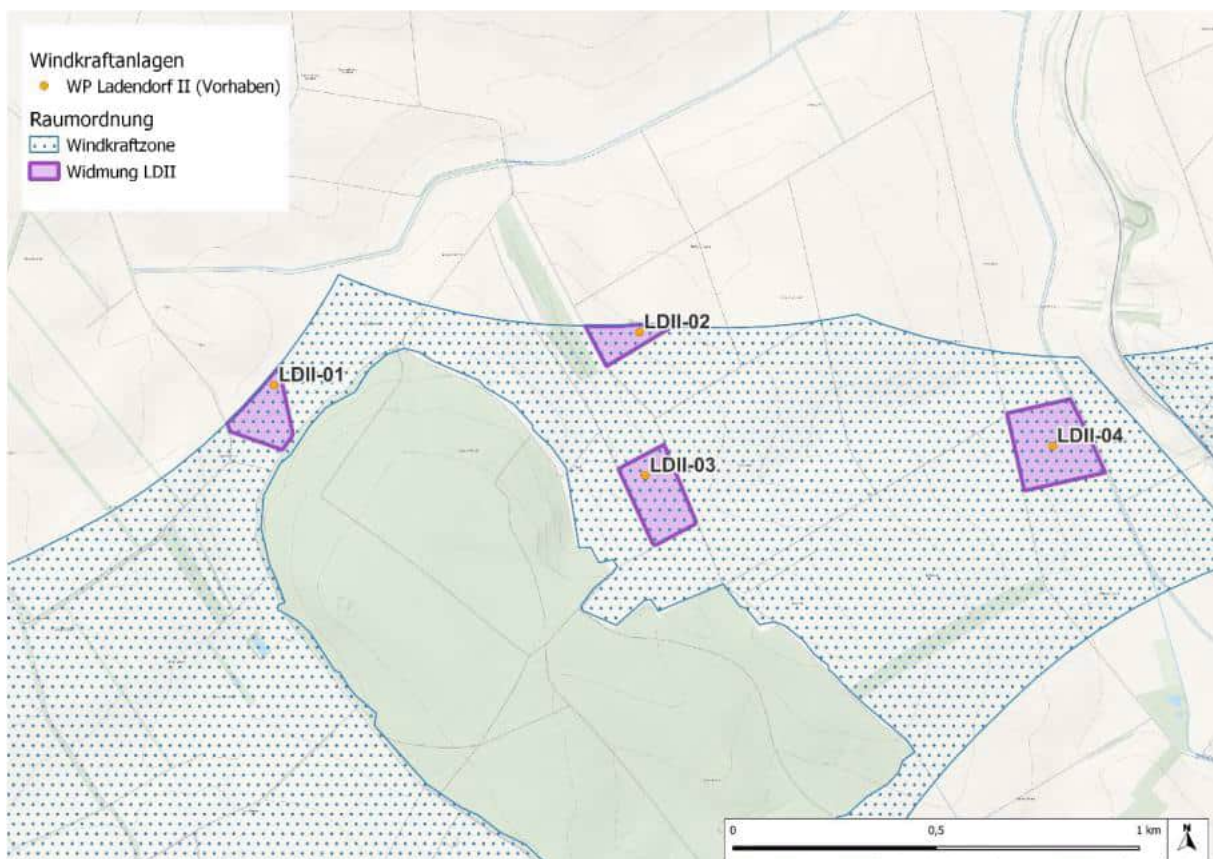 Windkraftanlagen
WP Ladendorf II (Vorhaben)
Raumordnung
Windkraftzone
Widmung LDII
LDII-02
LDII-01
LDII-04
LDII-03
0 0,5 1 km
N